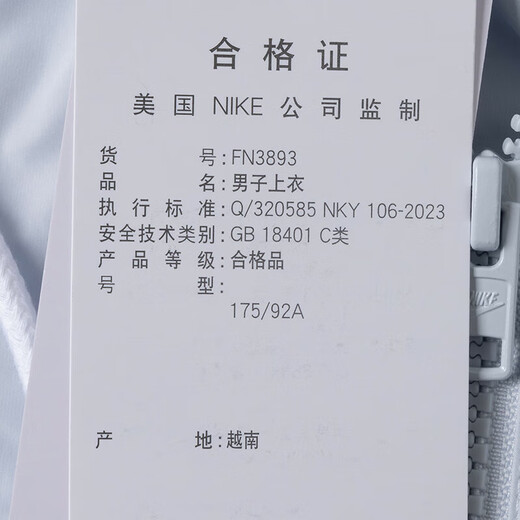 合格证
美国 NIKE 公司监制
货 号:FN3893
品 名:男子上衣
执行标准:Q/320585 NKY 106-2023
安全技术类别:GB 18401 C类
产品等级:合格品
号 型:
175/92A
产 地:越南
NIKE